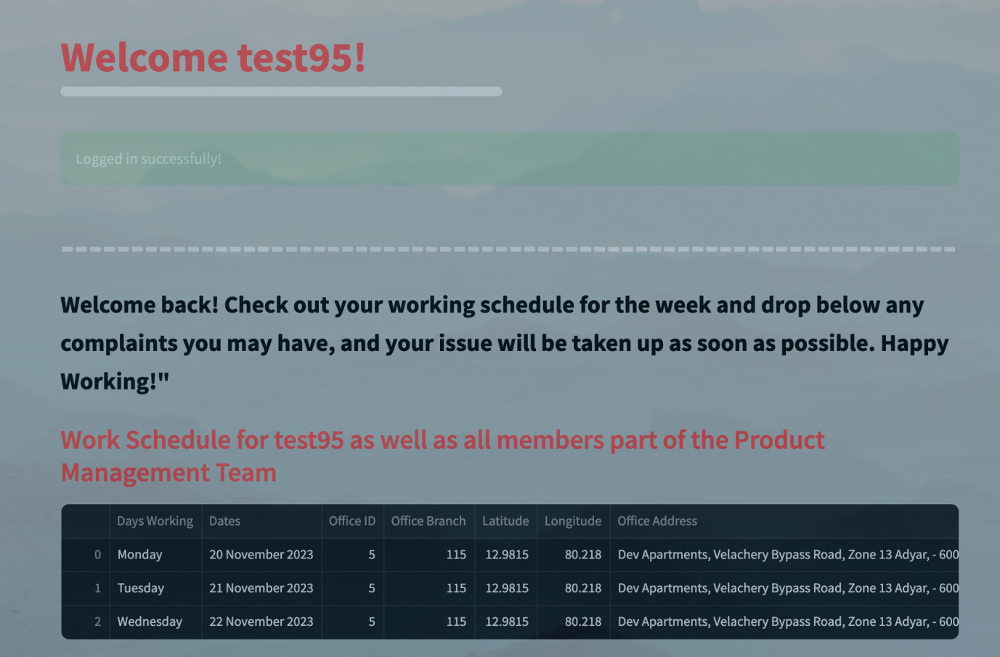 Welcome test95!
Logged in successfully!
Welcome back! Check out your working schedule for the week and drop below any
complaints you may have, and your issue will be taken up as soon as possible. Happy
Working!"
Work Schedule for test95 as well as all members part of the Product
Management Team
Days Working Dates Office ID Office Branch Latitude Longitude Office Address
0 Monday 20 November 2023 5 115 12.9815 80.218 Dev Apartments, Velachery Bypass Road, Zone 13 Adyar, - 600
1 Tuesday 21 November 2023 5 115 12.9815 80.218 Dev Apartments, Velachery Bypass Road, Zone 13 Adyar, - 600
2 Wednesday 22 November 2023 5 115 12.9815 80.218 Dev Apartments, Velachery Bypass Road, Zone 13 Adyar, - 600